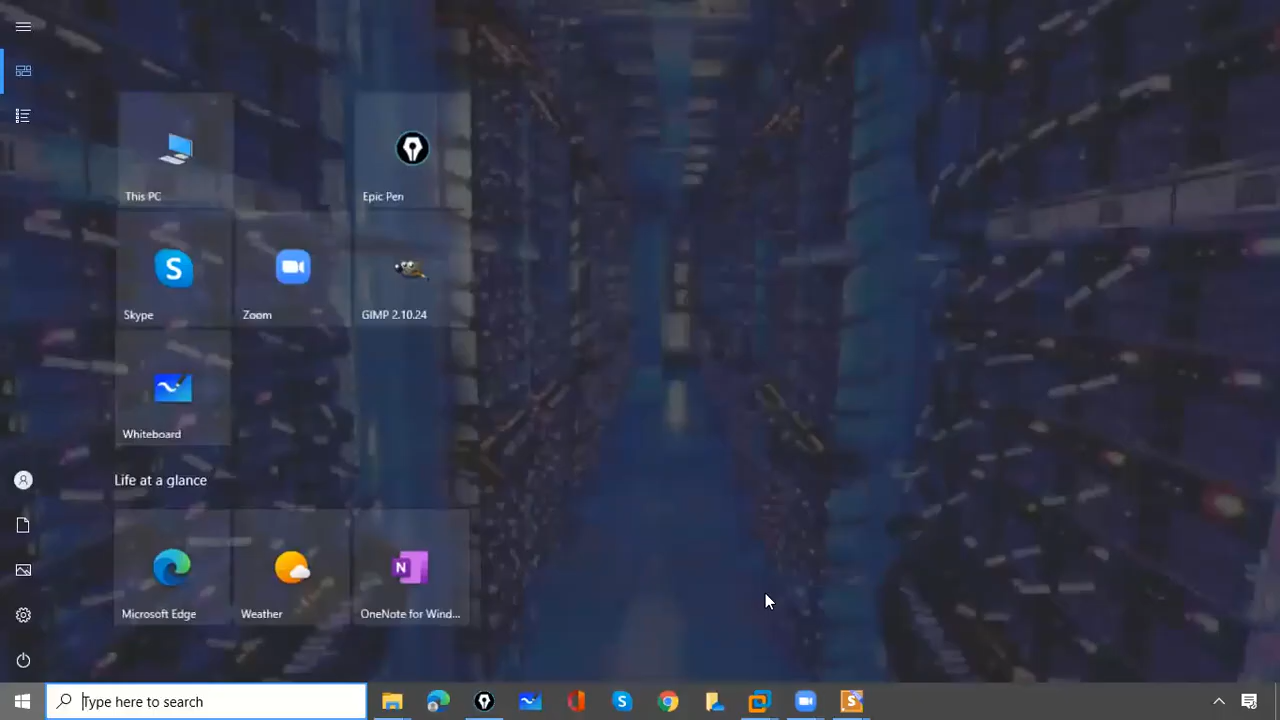 This PC
Epic Pen
Skype
Zoom
GIMP 2.10.24
Whiteboard
Life at a glance
Microsoft Edge
Weather
OneNote for Wind...
Type here to search